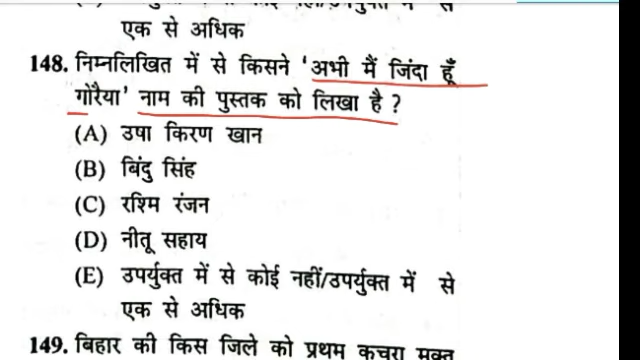 एक से अधिक
148. निम्नलिखित में से किसने ‘अभी मैं जिंदा हूँ
गोरैया’ नाम की पुस्तक को लिखा है ?
(A) उषा किरण खान
(B) बिंदु सिंह
(C) रश्मि रंजन
(D) नीतू सहाय
(E) उपर्युक्त में से कोई नहीं/उपर्युक्त में से
एक से अधिक
149. बिहार की किस जिले को प्रथम कचरा मुक्त